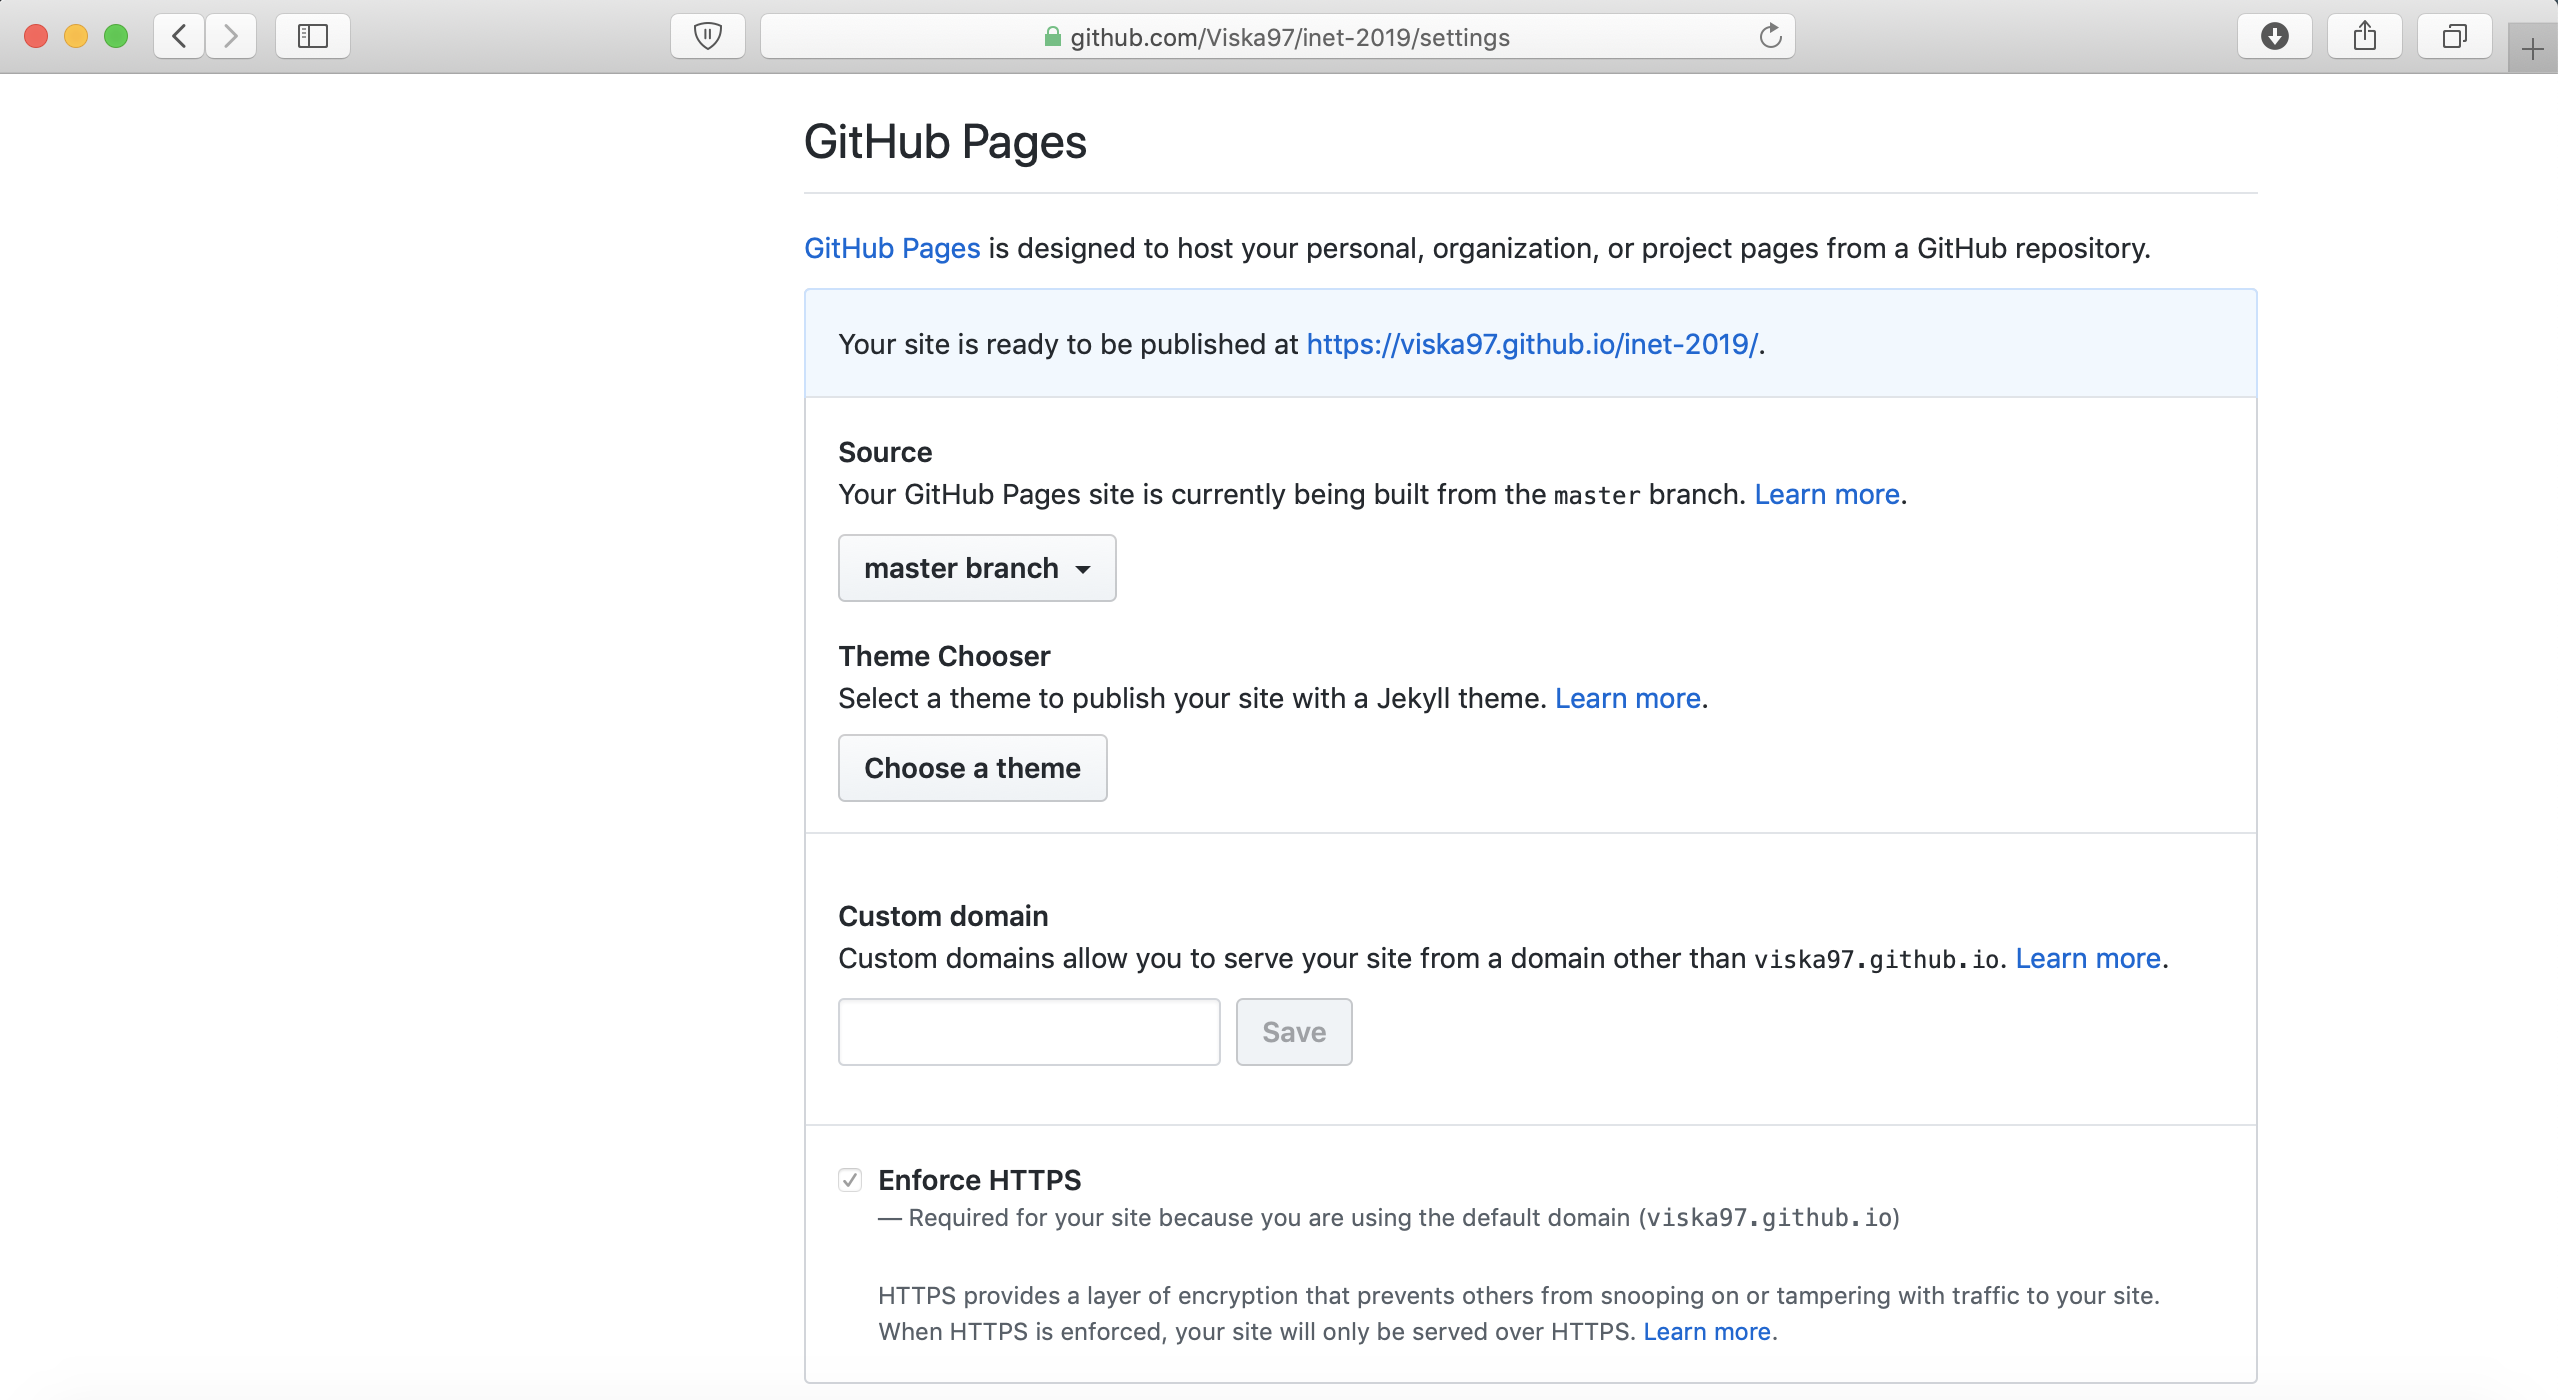 github.com/Viska97/inet-2019/settings
GitHub Pages
GitHub Pages is designed to host your personal, organization, or project pages from a GitHub repository.
Your site is ready to be published at https://viska97.github.io/inet-2019/.
Source
Your GitHub Pages site is currently being built from the master branch. Learn more.
master branch
Theme Chooser
Select a theme to publish your site with a Jekyll theme. Learn more.
Choose a theme
Custom domain
Custom domains allow you to serve your site from a domain other than viska97.github.io. Learn more.
Save
Enforce HTTPS
— Required for your site because you are using the default domain (viska97.github.io)
HTTPS provides a layer of encryption that prevents others from snooping on or tampering with traffic to your site.
When HTTPS is enforced, your site will only be served over HTTPS. Learn more.